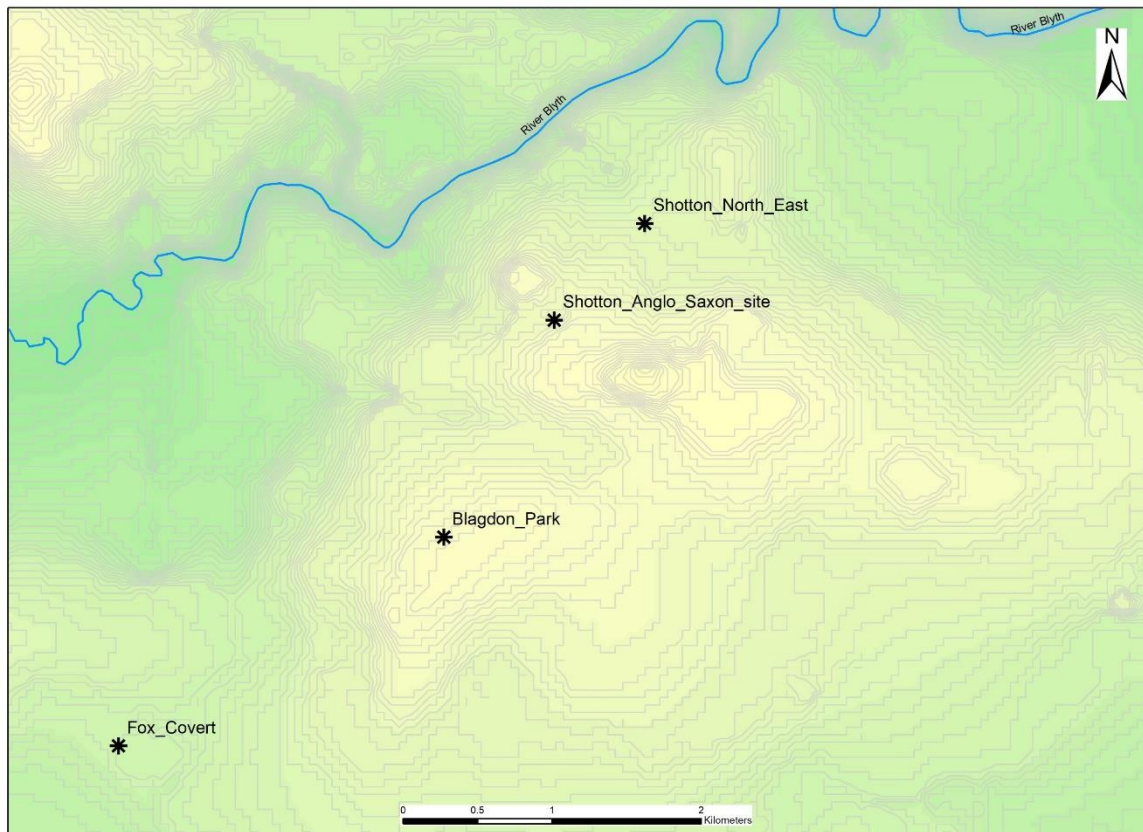 River Blyth
N
River Blyth
Shotton_North_East
Shotton_Anglo_Saxon_site
Blagdon_Park
Fox_Covert
0 0.5 1 2
Kilometers